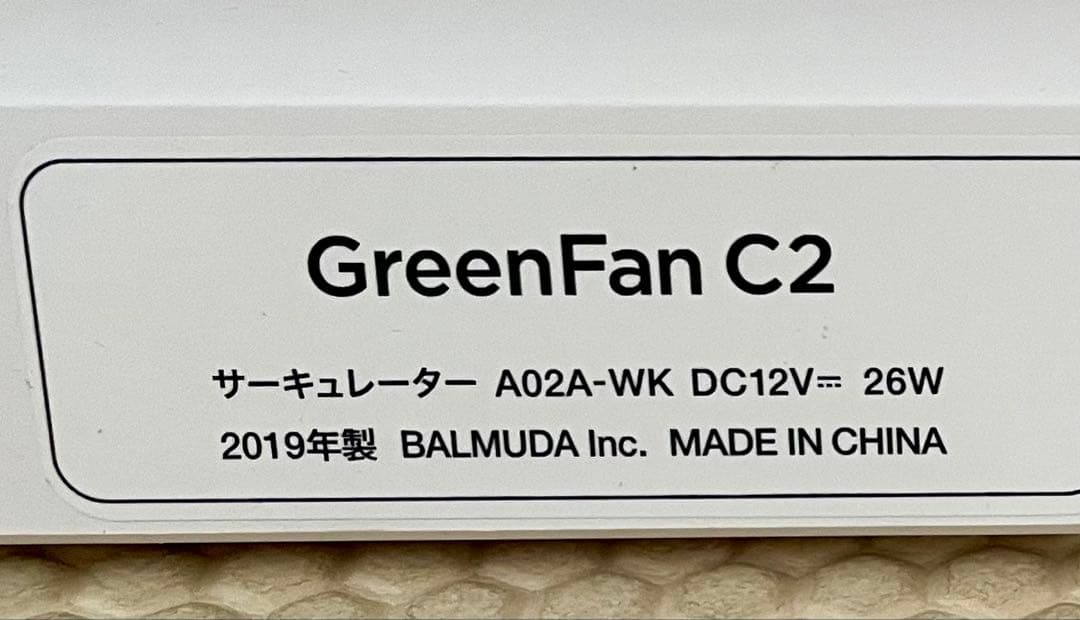 GreenFan C2
サーキュレーター A02A-WK DC12V⎓ 26W
2019年製 BALMUDA Inc. MADE IN CHINA